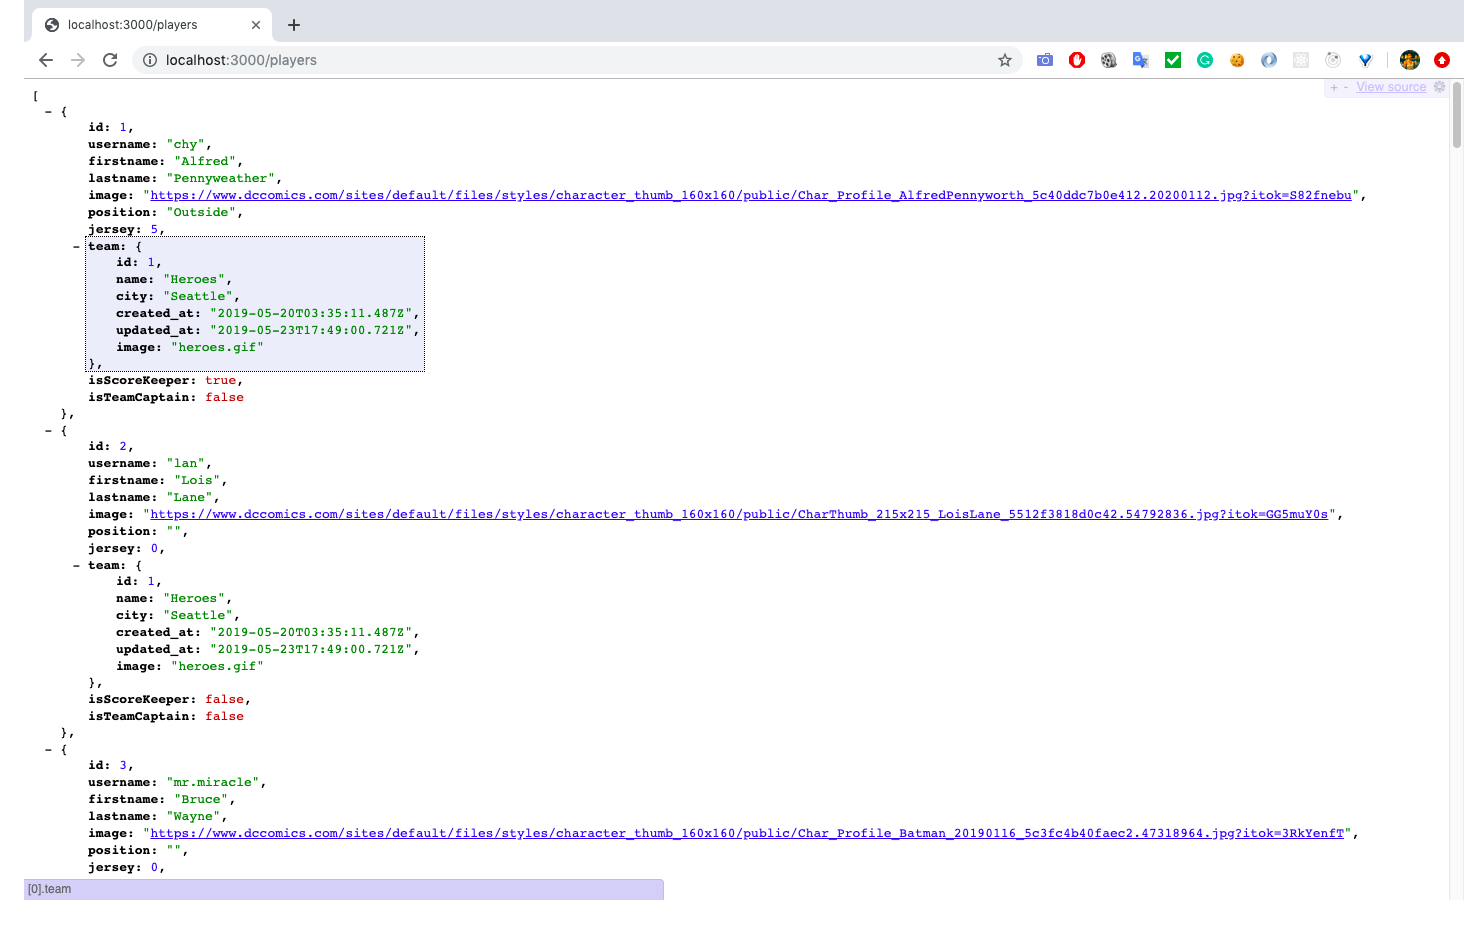 localhost:3000/players
localhost:3000/players
+ - View source
[
- {
id: 1,
username: "chy",
firstname: "Alfred",
lastname: "Pennyweather",
image: "https://www.dccomics.com/sites/default/files/styles/character_thumb_160x160/public/Char_Profile_AlfredPennyworth_5c40ddc7b0e412.20200112.jpg?itok=S82fnebu",
position: "Outside",
jersey: 5,
- team: {
id: 1,
name: "Heroes",
city: "Seattle",
created_at: "2019-05-20T03:35:11.487Z",
updated_at: "2019-05-23T17:49:00.721Z",
image: "heroes.gif"
},
isScoreKeeper: true,
isTeamCaptain: false
},
- {
id: 2,
username: "lan",
firstname: "Lois",
lastname: "Lane",
image: "https://www.dccomics.com/sites/default/files/styles/character_thumb_160x160/public/CharThumb_215x215_LoisLane_5512f3818d0c42.54792836.jpg?itok=GG5muY0s",
position: "",
jersey: 0,
- team: {
id: 1,
name: "Heroes",
city: "Seattle",
created_at: "2019-05-20T03:35:11.487Z",
updated_at: "2019-05-23T17:49:00.721Z",
image: "heroes.gif"
},
isScoreKeeper: false,
isTeamCaptain: false
},
- {
id: 3,
username: "mr.miracle",
firstname: "Bruce",
lastname: "Wayne",
image: "https://www.dccomics.com/sites/default/files/styles/character_thumb_160x160/public/Char_Profile_Batman_20190116_5c3fc4b40faec2.47318964.jpg?itok=3RkYenfT",
position: "",
jersey: 0,
[0].team